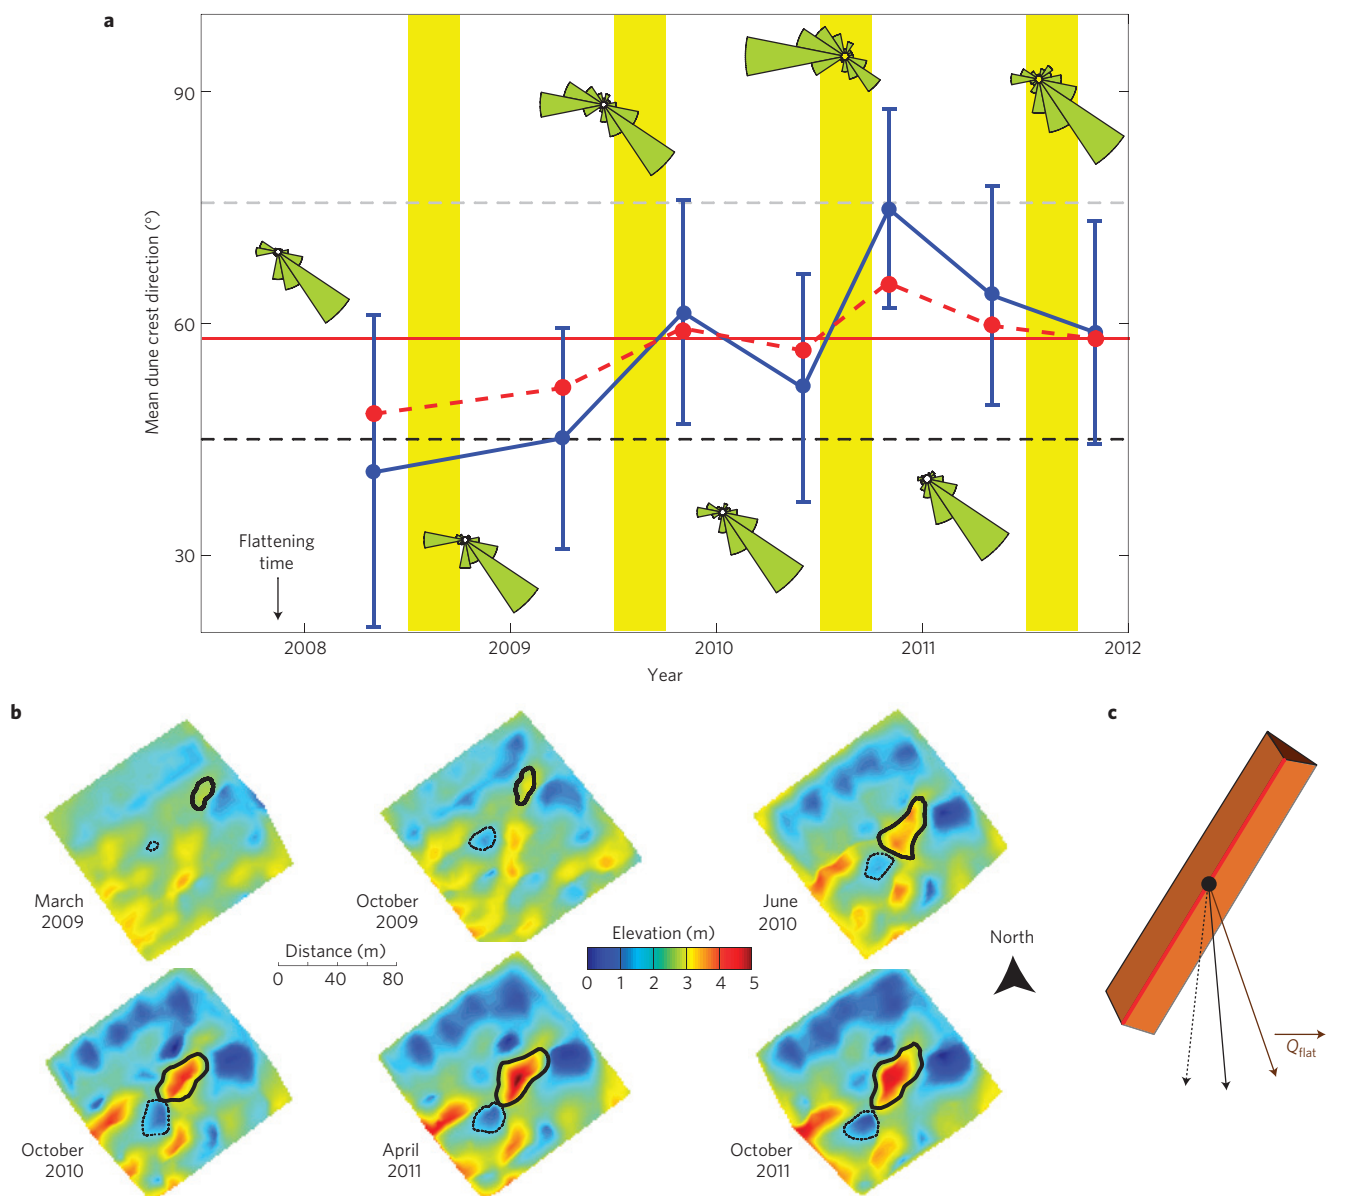 a
90
60
30
Mean dune crest direction (°)
Flattening
time
2008
2009
2010
2011
2012
Year
b
March
2009
October
2009
June
2010
Distance (m)
0
40
80
Elevation (m)
0 1 2 3 4 5
North
October
2010
April
2011
October
2011
c
Qflat